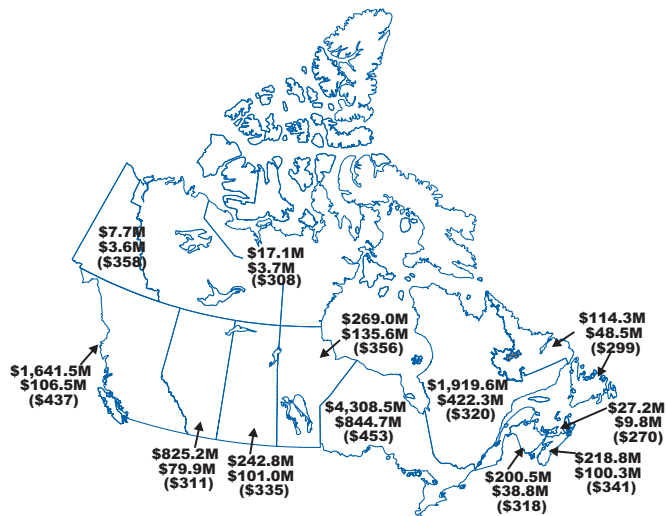 $7.7M
$3.6M
($358)
$17.1M
$3.7M
($308)
$269.0M
$135.6M
($356)
$114.3M
$48.5M
($299)
$1,641.5M
$106.5M
($437)
$1,919.6M
$422.3M
($320)
$4,308.5M
$844.7M
($453)
$27.2M
$9.8M
($270)
$825.2M
$79.9M
($311)
$242.8M
$101.0M
($335)
$218.8M
$100.3M
($341)
$200.5M
$38.8M
($318)